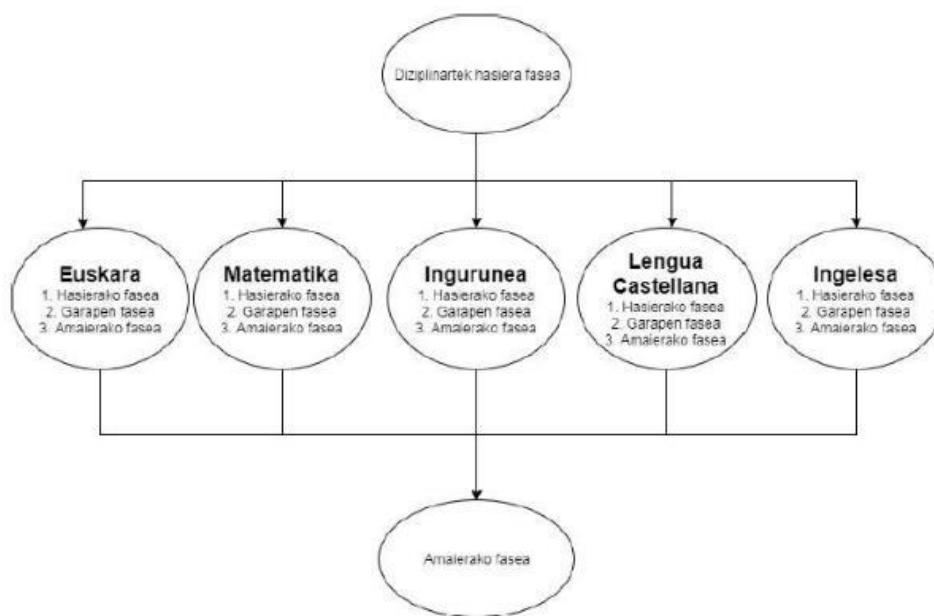 Diziplinartek hasiera fasea
Euskara
1. Hasierako fasea
2. Garapen fasea
3. Amaierako fasea
Matematika
1. Hasierako fasea
2. Garapen fasea
3. Amaierako fasea
Ingurunea
1. Hasierako fasea
2. Garapen fasea
3. Amaierako fasea
Lengua
Castellana
1. Hasierako fasea
2. Garapen fasea
3. Amaierako fasea
Ingelesa
1. Hasierako fasea
2. Garapen fasea
3. Amaierako fasea
Amaierako fasea